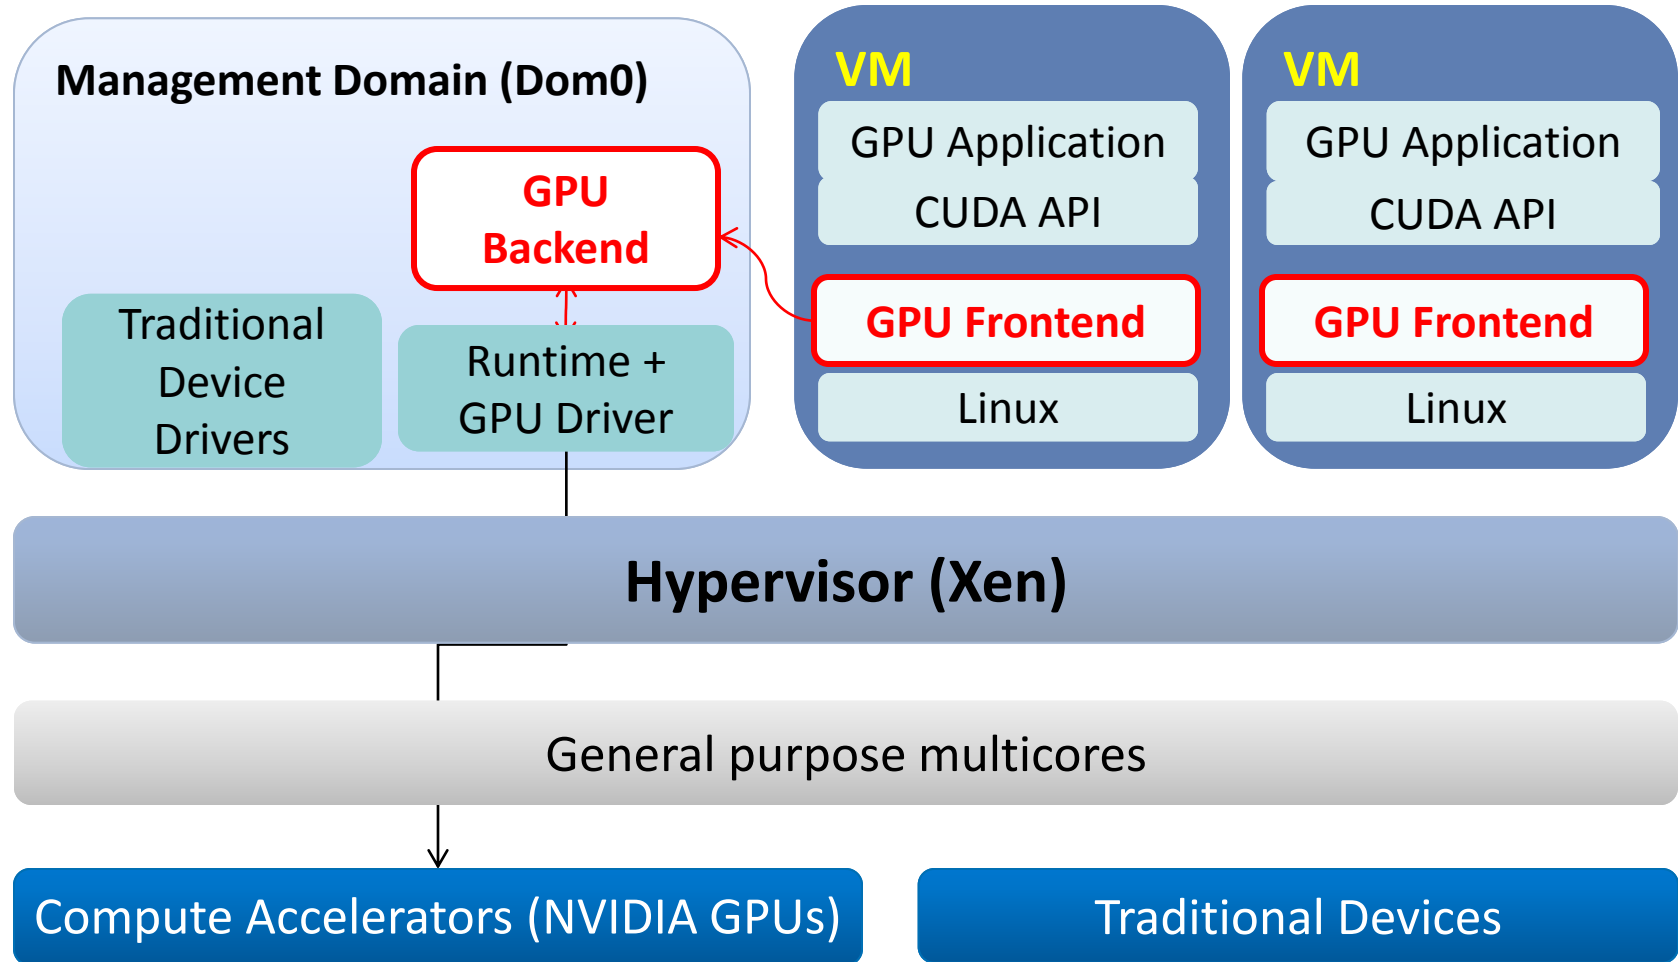 Management Domain (Dom0)
GPU
Backend
Traditional
Device
Drivers
Runtime +
GPU Driver
VM
GPU Application
CUDA API
GPU Frontend
Linux
VM
GPU Application
CUDA API
GPU Frontend
Linux
Hypervisor (Xen)
General purpose multicores
Compute Accelerators (NVIDIA GPUs)
Traditional Devices